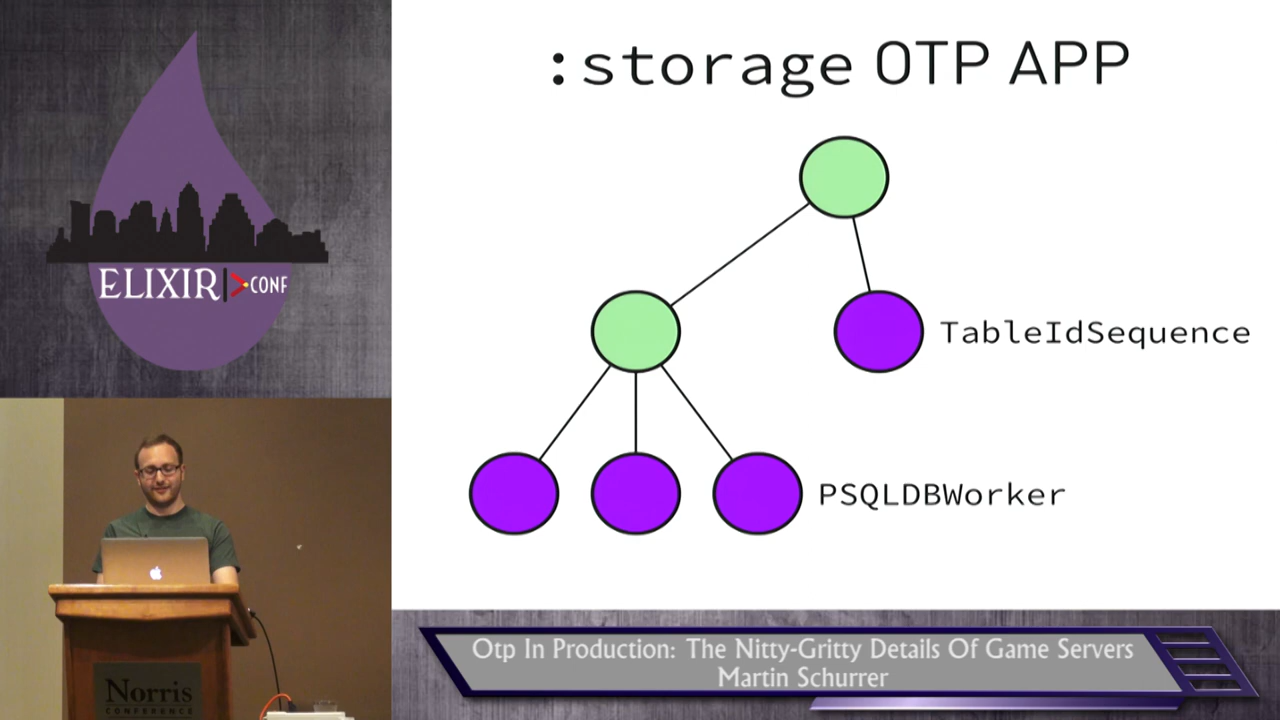 :storage OTP APP
TableIdSequence
PSQLDBWorker
ELIXIR|>CONF
Norris
CONFERENCE
Otp In Production: The Nitty-Gritty Details Of Game Servers
Martin Schurrer